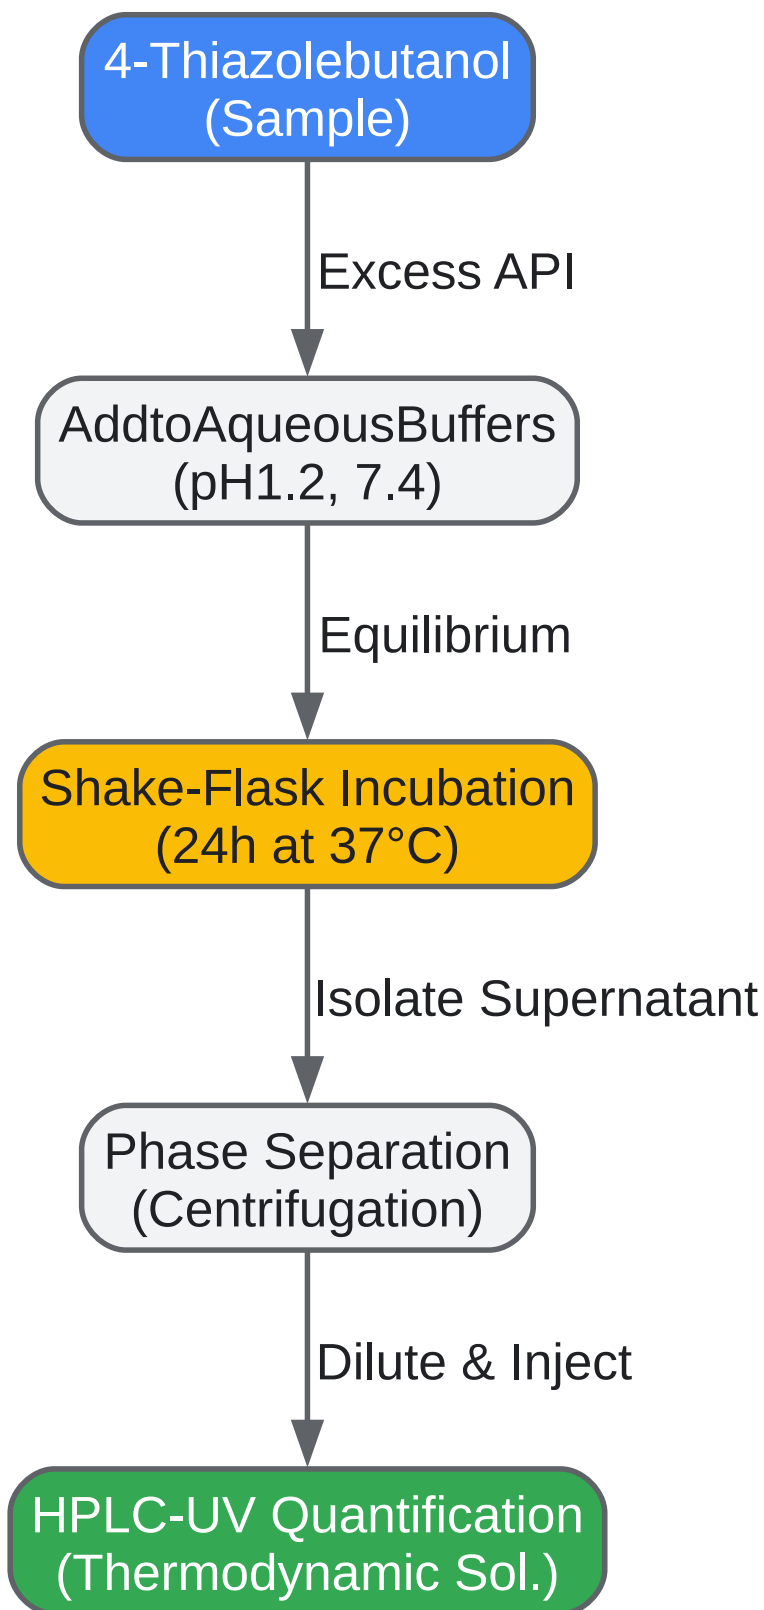 4-Thiazolebutanol
(Sample)
Excess API
AddtoAqueousBuffers
(pH1.2, 7.4)
Equilibrium
Shake-Flask Incubation
(24h at 37°C)
Isolate Supernatant
Phase Separation
(Centrifugation)
Dilute & Inject
HPLC-UV Quantification
(Thermodynamic Sol.)